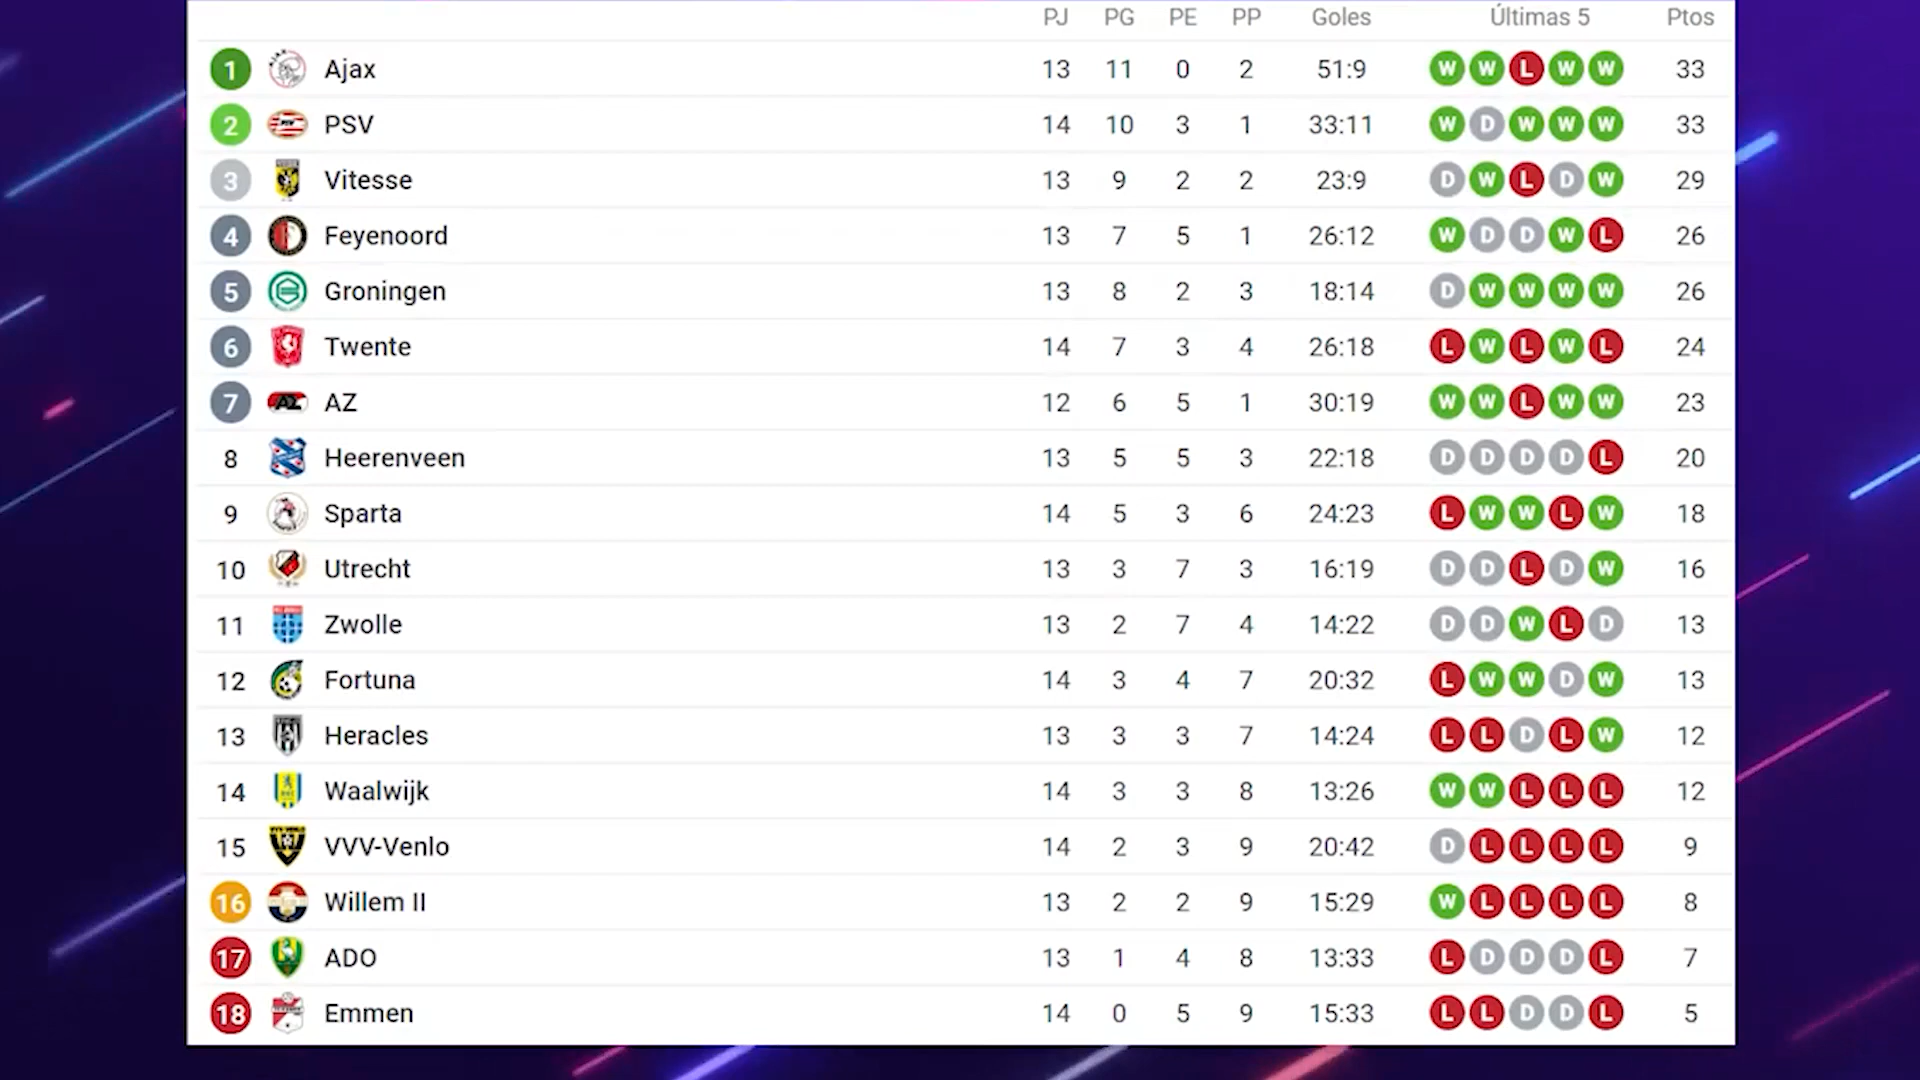 PJ PG PE PP Goles Últimas 5 Ptos
1 Ajax 13 11 0 2 51:9 W W L W W 33
2 PSV 14 10 3 1 33:11 W D W W W 33
3 Vitesse 13 9 2 2 23:9 D W L D W 29
4 Feyenoord 13 7 5 1 26:12 W D D W L 26
5 Groningen 13 8 2 3 18:14 D W W W W 26
6 Twente 14 7 3 4 26:18 L W L W L 24
7 AZ 12 6 5 1 30:19 W W L W W 23
8 Heerenveen 13 5 5 3 22:18 D D D D L 20
9 Sparta 14 5 3 6 24:23 L W W L W 18
10 Utrecht 13 3 7 3 16:19 D D L D W 16
11 Zwolle 13 2 7 4 14:22 D D W L D 13
12 Fortuna 14 3 4 7 20:32 L W W D W 13
13 Heracles 13 3 3 7 14:24 L L D L W 12
14 Waalwijk 14 3 3 8 13:26 W W L L L 12
15 VVV-Venlo 14 2 3 9 20:42 D L L L L 9
16 Willem II 13 2 2 9 15:29 W L L L L 8
17 ADO 13 1 4 8 13:33 L D D D L 7
18 Emmen 14 0 5 9 15:33 L L D D L 5